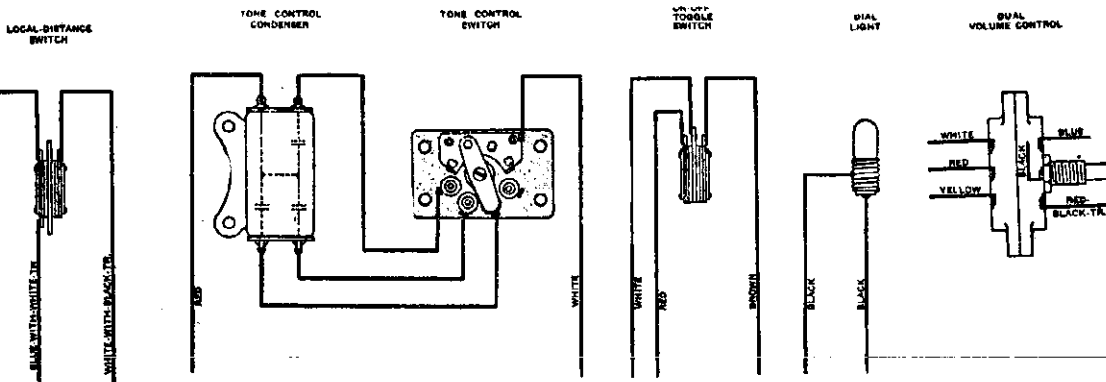 LOCAL-DISTANCE
SWITCH
TONE CONTROL
CONDENSER
TONE CONTROL
SWITCH
ON-OFF
TOGGLE
SWITCH
DIAL
LIGHT
DUAL
VOLUME CONTROL
BLUE-WITH-WHITE-TR.
WHITE-WITH-BLACK-TR.
RED
WHITE
WHITE
RED
BROWN
BLACK
BLACK
WHITE
RED
YELLOW
BLACK
BLUE
RED-
BLACK-TR.